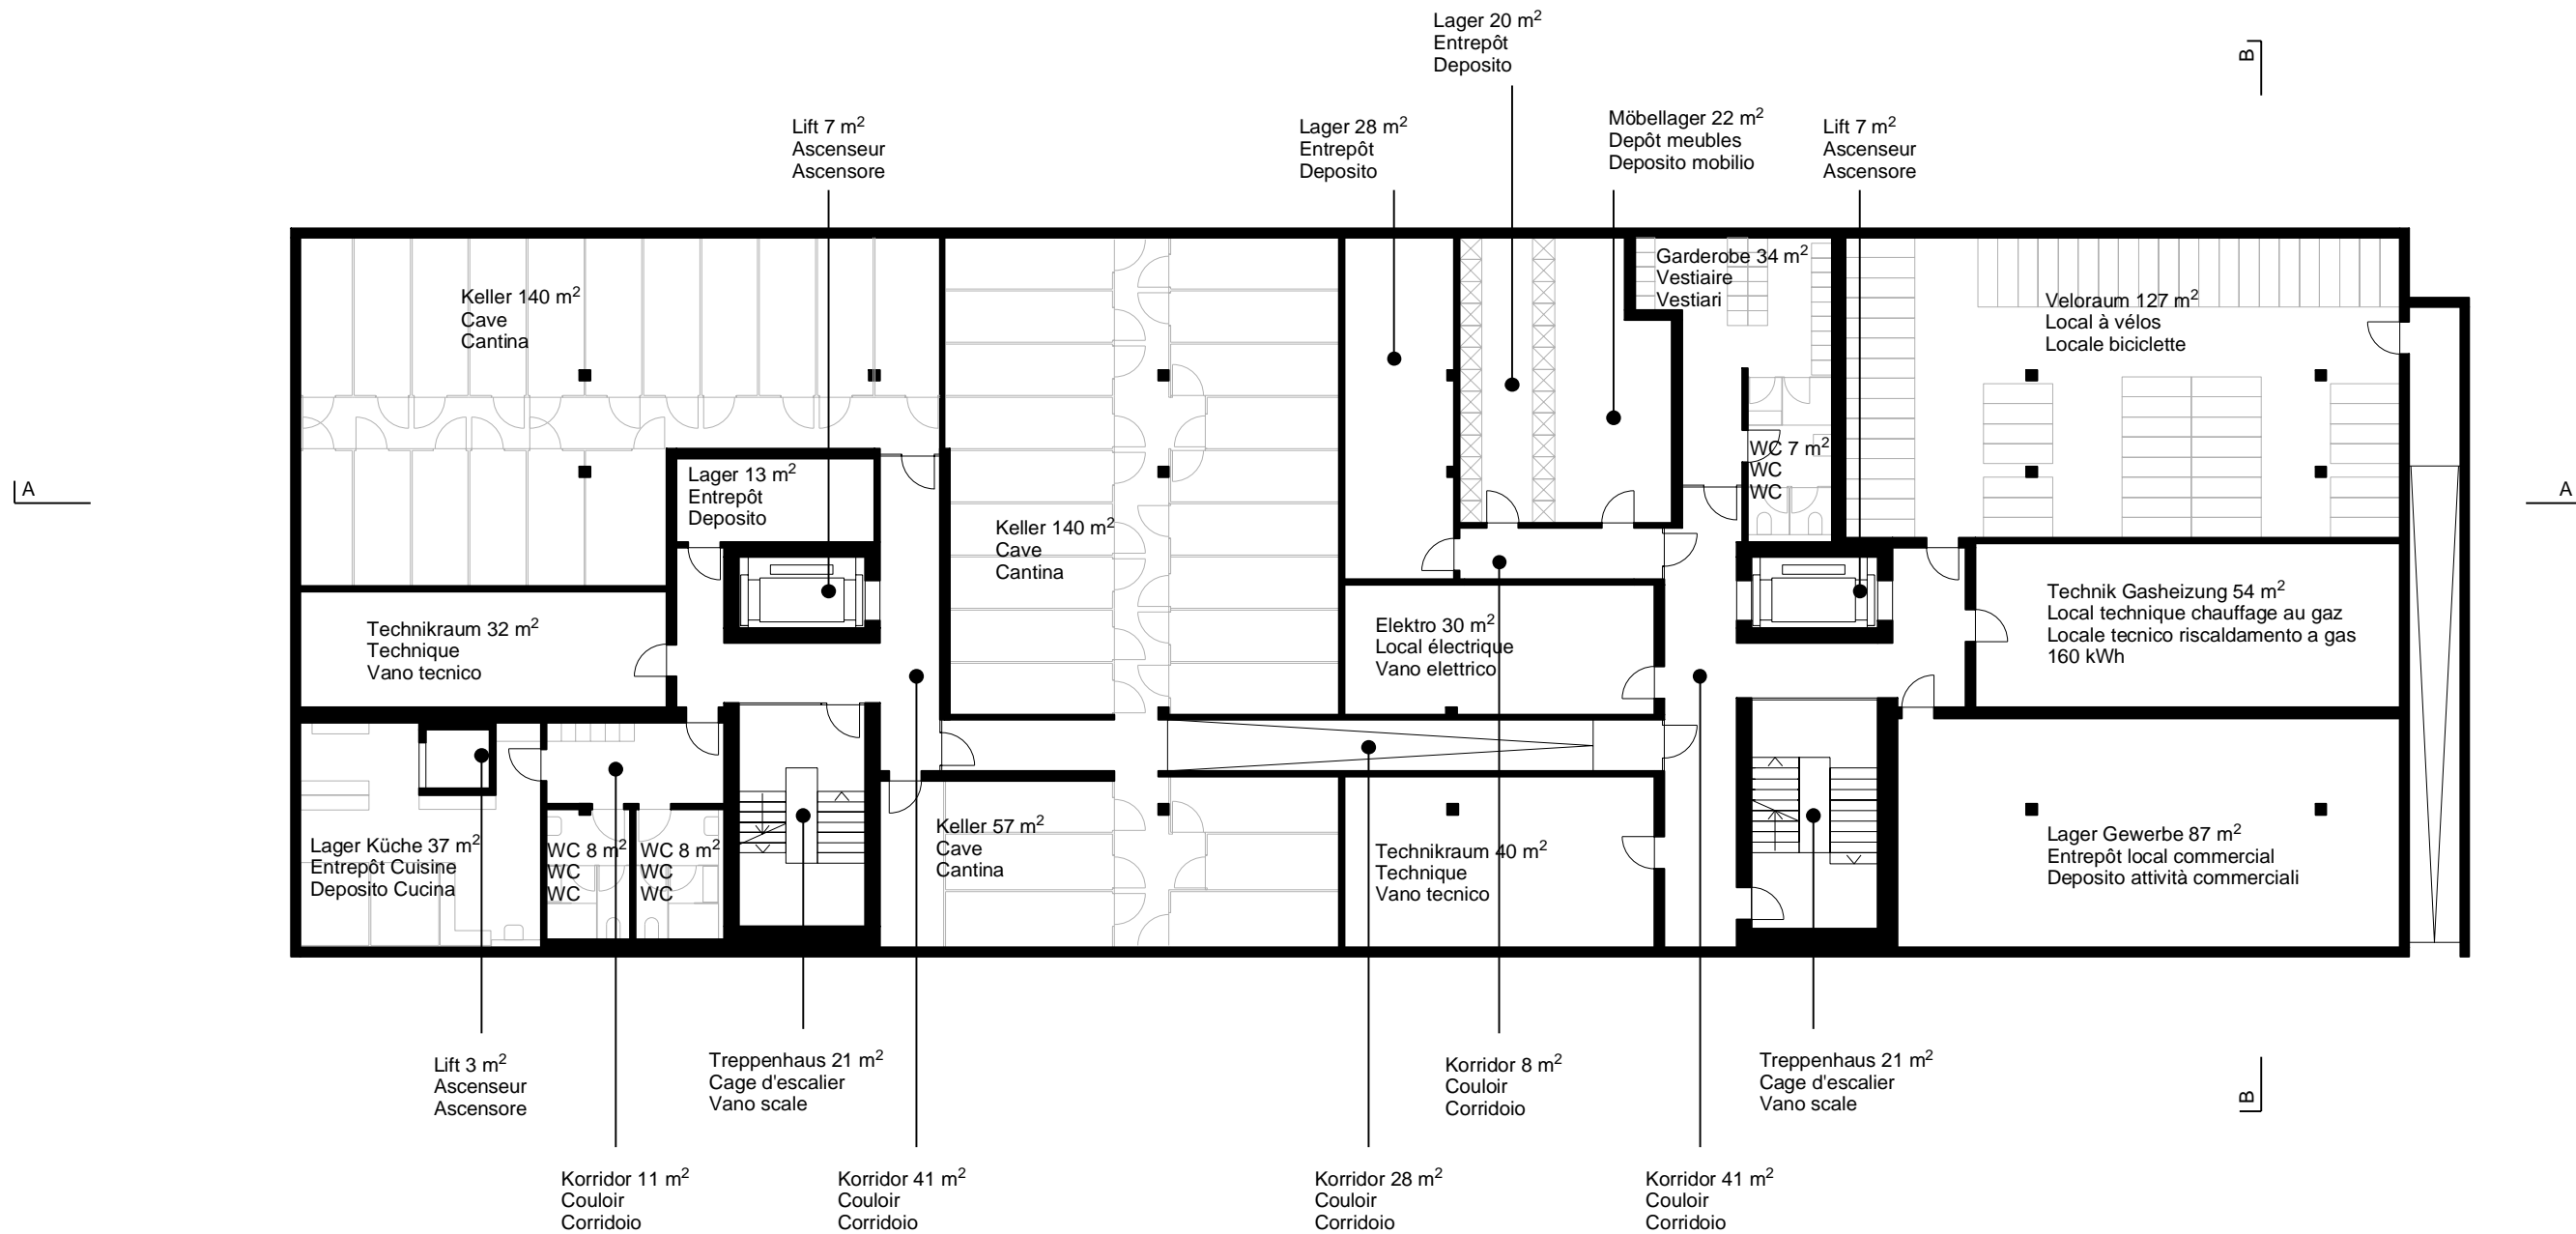 Lager 20 m²
Entrepôt
Deposito
B
Lift 7 m²
Ascenseur
Ascensore
Lager 28 m²
Entrepôt
Deposito
Möbellager 22 m²
Depôt meubles
Deposito mobilio
Lift 7 m²
Ascenseur
Ascensore
Keller 140 m²
Cave
Cantina
Garderobe 34 m²
Vestiaire
Vestiari
Veloraum 127 m²
Local à vélos
Locale biciclette
A
Lager 13 m²
Entrepôt
Deposito
Keller 140 m²
Cave
Cantina
WC 7 m²
WC
WC
A
Technikraum 32 m²
Technique
Vano tecnico
Elektro 30 m²
Local électrique
Vano elettrico
Technik Gasheizung 54 m²
Local technique chauffage au gaz
Locale tecnico riscaldamento a gas
160 kWh
Lager Küche 37 m²
Entrepôt Cuisine
Deposito Cucina
WC 8 m²
WC
WC
WC 8 m²
WC
WC
Keller 57 m²
Cave
Cantina
Technikraum 40 m²
Technique
Vano tecnico
Lager Gewerbe 87 m²
Entrepôt local commercial
Deposito attività commerciali
Lift 3 m²
Ascenseur
Ascensore
Treppenhaus 21 m²
Cage d'escalier
Vano scale
Korridor 8 m²
Couloir
Corridoio
Treppenhaus 21 m²
Cage d'escalier
Vano scale
B
Korridor 11 m²
Couloir
Corridoio
Korridor 41 m²
Couloir
Corridoio
Korridor 28 m²
Couloir
Corridoio
Korridor 41 m²
Couloir
Corridoio